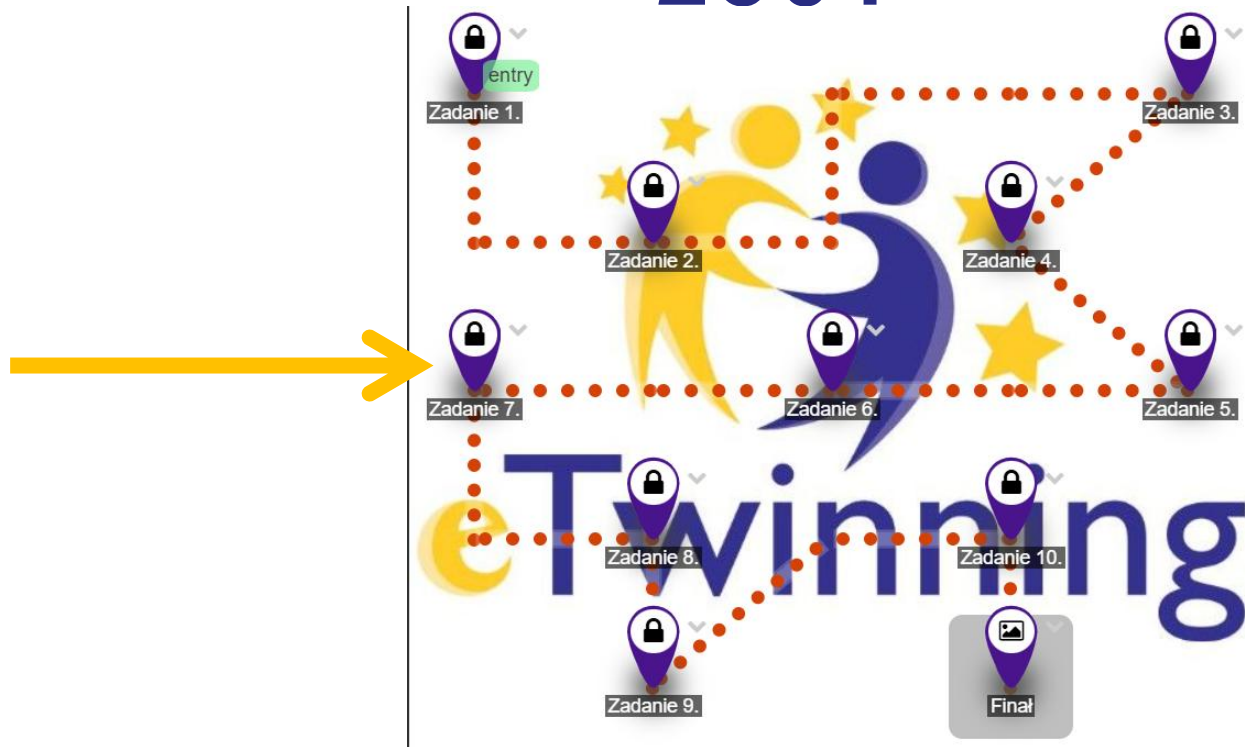 entry
Zadanie 1.
Zadanie 3.
Zadanie 2.
Zadanie 4.
Zadanie 7.
Zadanie 6.
Zadanie 5.
eTwinning
Zadanie 8.
Zadanie 10.
Zadanie 9.
Finał